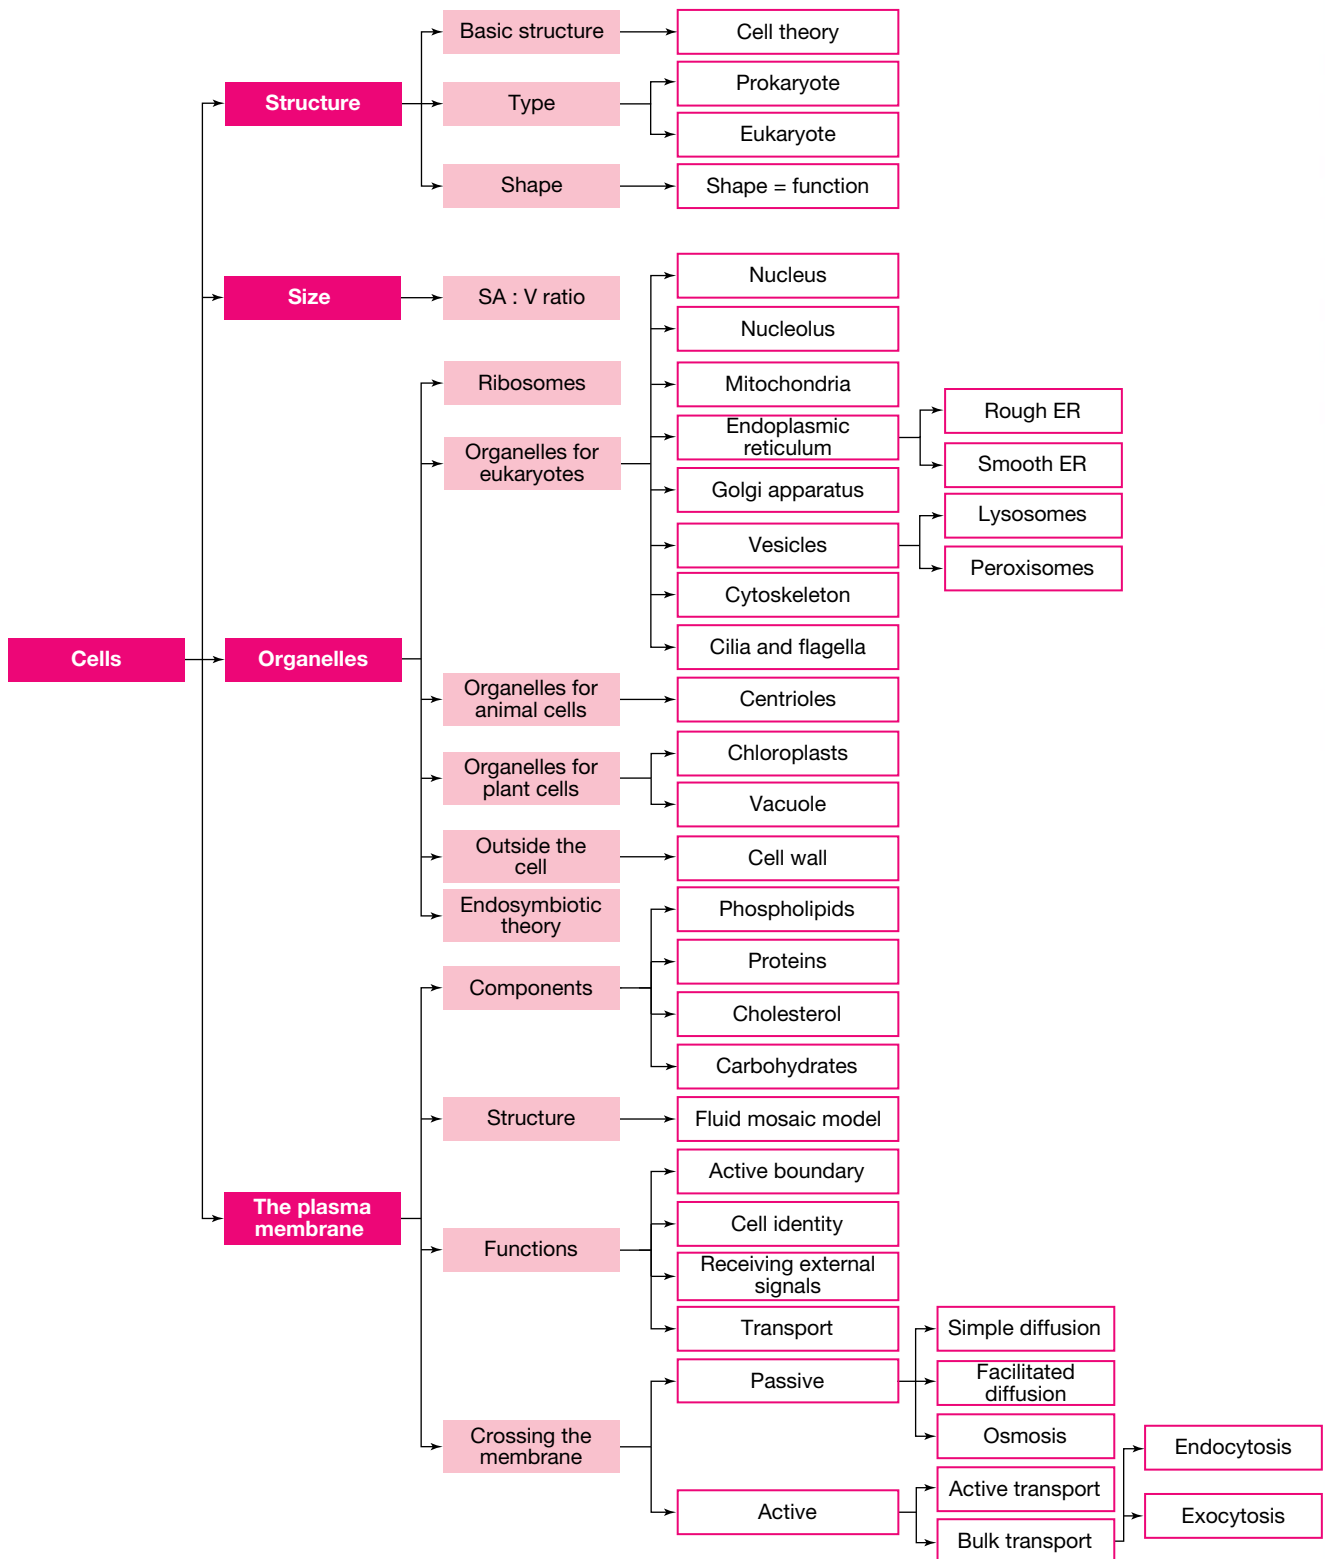 Cells
Structure
Basic structure
Cell theory
Type
Prokaryote
Eukaryote
Shape
Shape = function
Size
SA : V ratio
Organelles
Ribosomes
Organelles for
eukaryotes
Nucleus
Nucleolus
Mitochondria
Endoplasmic
reticulum
Rough ER
Smooth ER
Golgi apparatus
Vesicles
Lysosomes
Peroxisomes
Cytoskeleton
Cilia and flagella
Organelles for
animal cells
Centrioles
Organelles for
plant cells
Chloroplasts
Vacuole
Outside the
cell
Cell wall
Endosymbiotic
theory
The plasma
membrane
Components
Phospholipids
Proteins
Cholesterol
Carbohydrates
Structure
Fluid mosaic model
Functions
Active boundary
Cell identity
Receiving external
signals
Transport
Crossing the
membrane
Passive
Simple diffusion
Facilitated
diffusion
Osmosis
Active
Active transport
Bulk transport
Endocytosis
Exocytosis